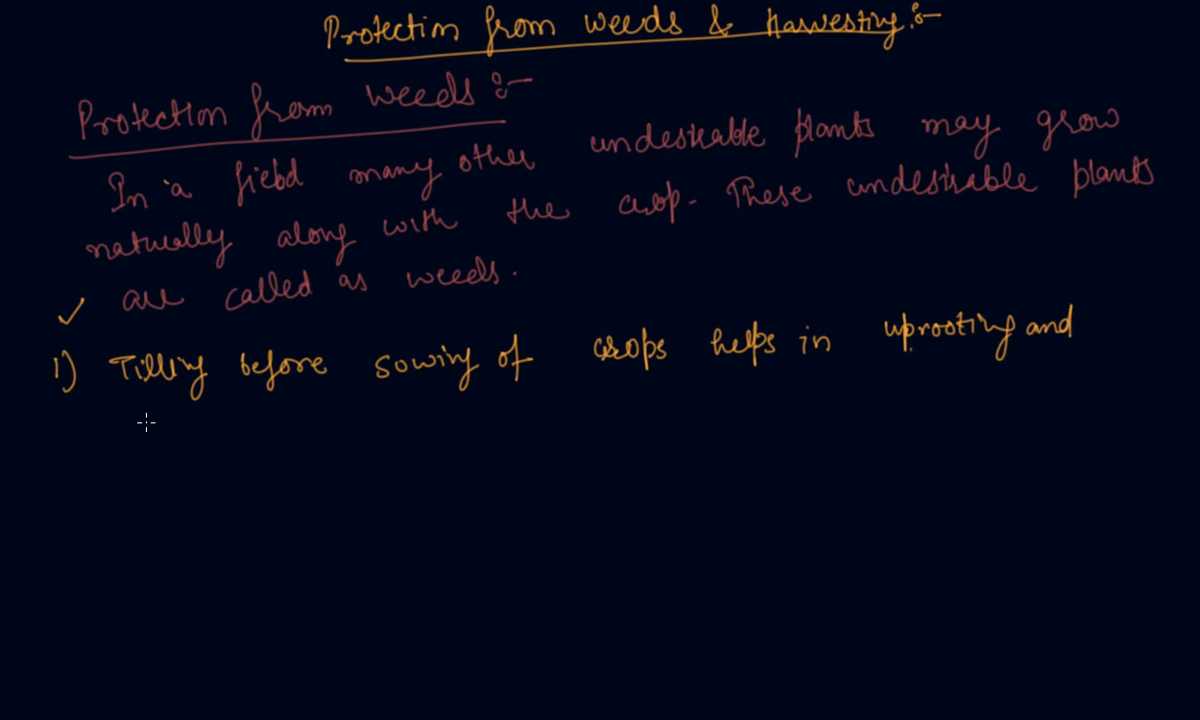 Protection from weeds & Harvesting:-
Protection from weeds:-
In a field many other undesirable plants may grow
naturally along with the crop. These undesirable plants
are called as weeds.
1) Tilling before sowing of crops helps in uprooting and